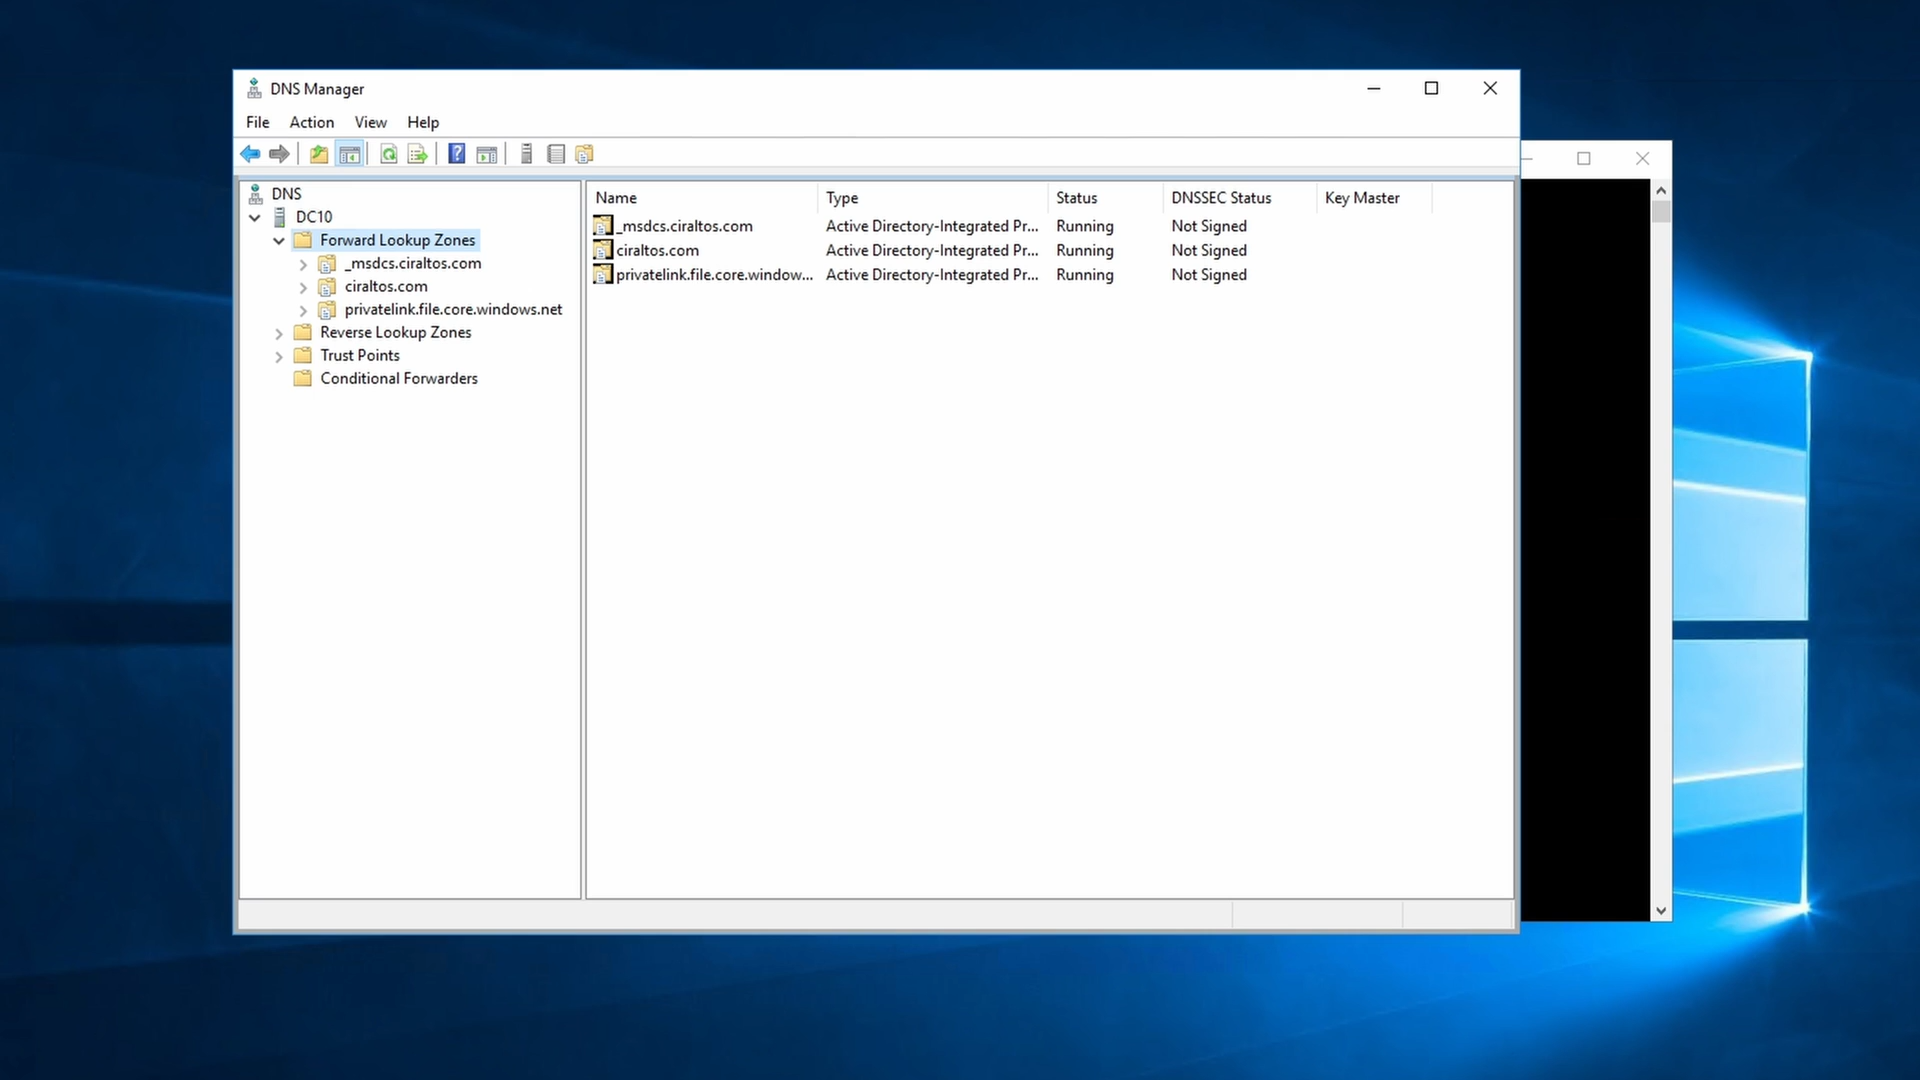 DNS Manager
File Action View Help
DNS
DC10
Forward Lookup Zones
_msdcs.ciraltos.com
ciraltos.com
privatelink.file.core.windows.net
Reverse Lookup Zones
Trust Points
Conditional Forwarders
Name Type Status DNSSEC Status Key Master
_msdcs.ciraltos.com Active Directory-Integrated Pr... Running Not Signed
ciraltos.com Active Directory-Integrated Pr... Running Not Signed
privatelink.file.core.window... Active Directory-Integrated Pr... Running Not Signed